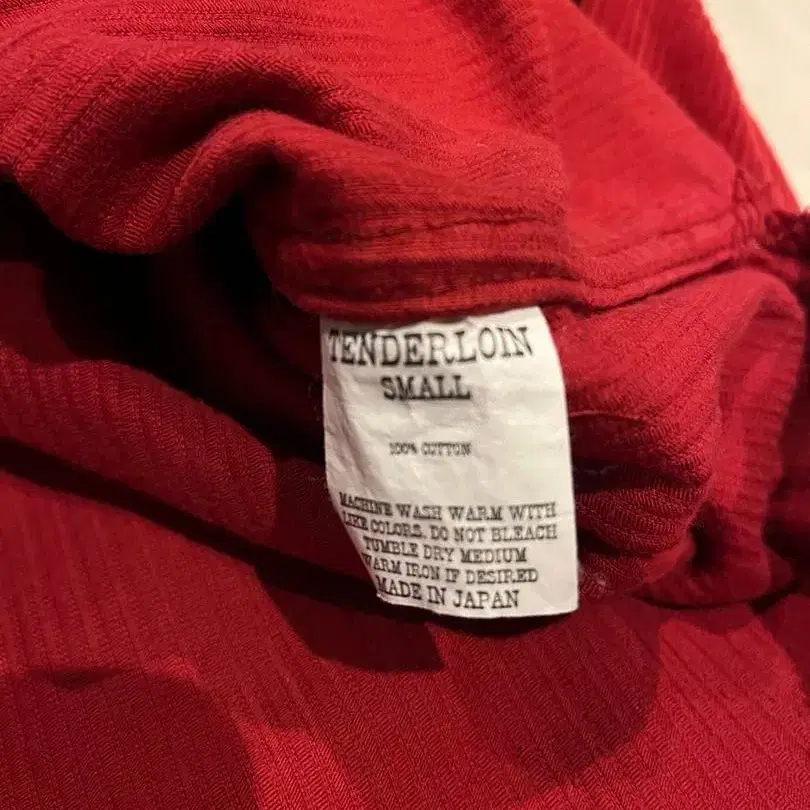 TENDERLOIN
SMALL
100% COTTON
MACHINE WASH WARM WITH
LIKE COLORS. DO NOT BLEACH
TUMBLE DRY MEDIUM
WARM IRON IF DESIRED
MADE IN JAPAN